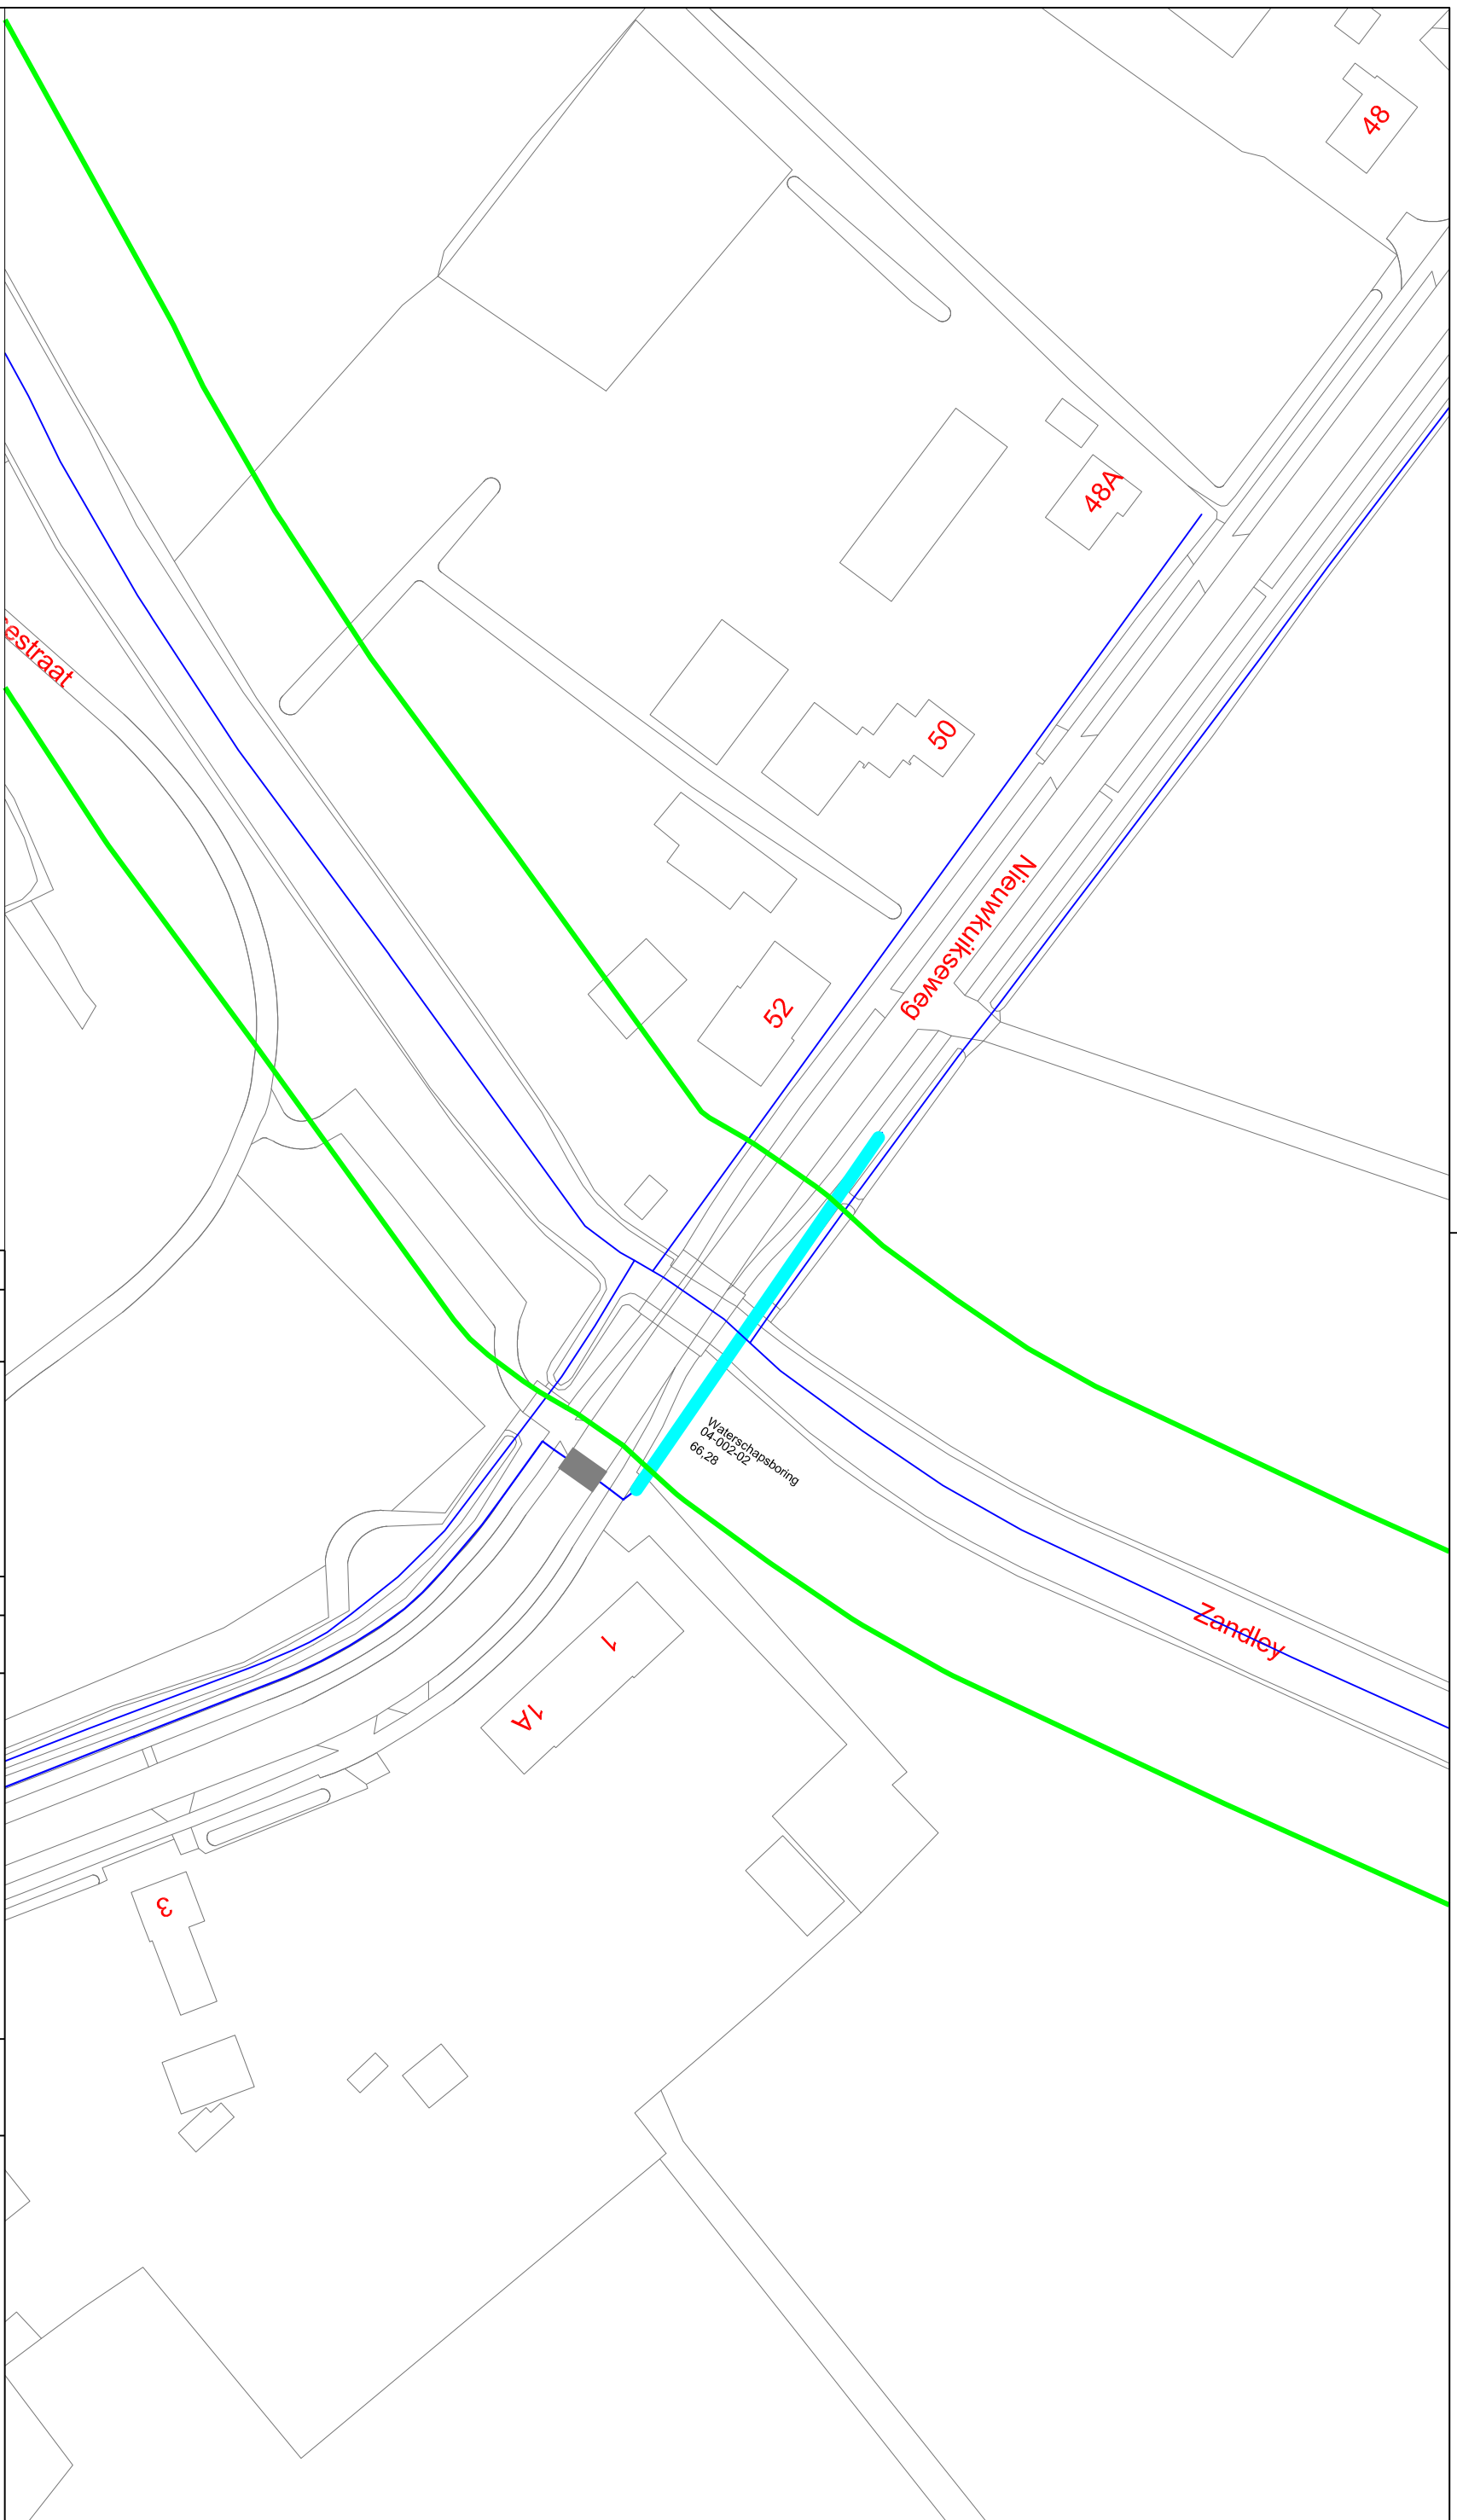 48
48A
estraat
50
Nieuwkuikseweg
52
Waterschapsboring
04-002-02
66,28
Zandley
1
1A
3